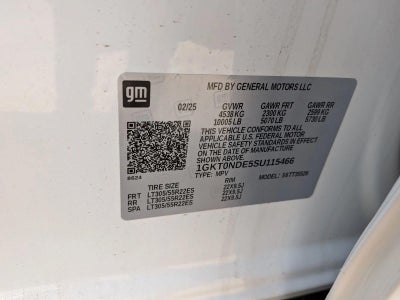 gm
MFD BY GENERAL MOTORS LLC
02/25 GVWR GAWR FRT GAWR RR
4538 KG 2300 KG 2599 KG
10005 LB 5070 LB 5730 LB
THIS VEHICLE CONFORMS TO ALL
APPLICABLE U.S. FEDERAL MOTOR
VEHICLE SAFETY STANDARDS IN EFFECT
ON THE DATE OF MANUFACTURE
1GKT0NDE5SU115466
TYPE: MPV
TIRE SIZE RIM
FRT LT305/55R22ES 22X9.5J
RR LT305/55R22ES 22X9.5J
SPA LT305/55R22ES 22X9.5J